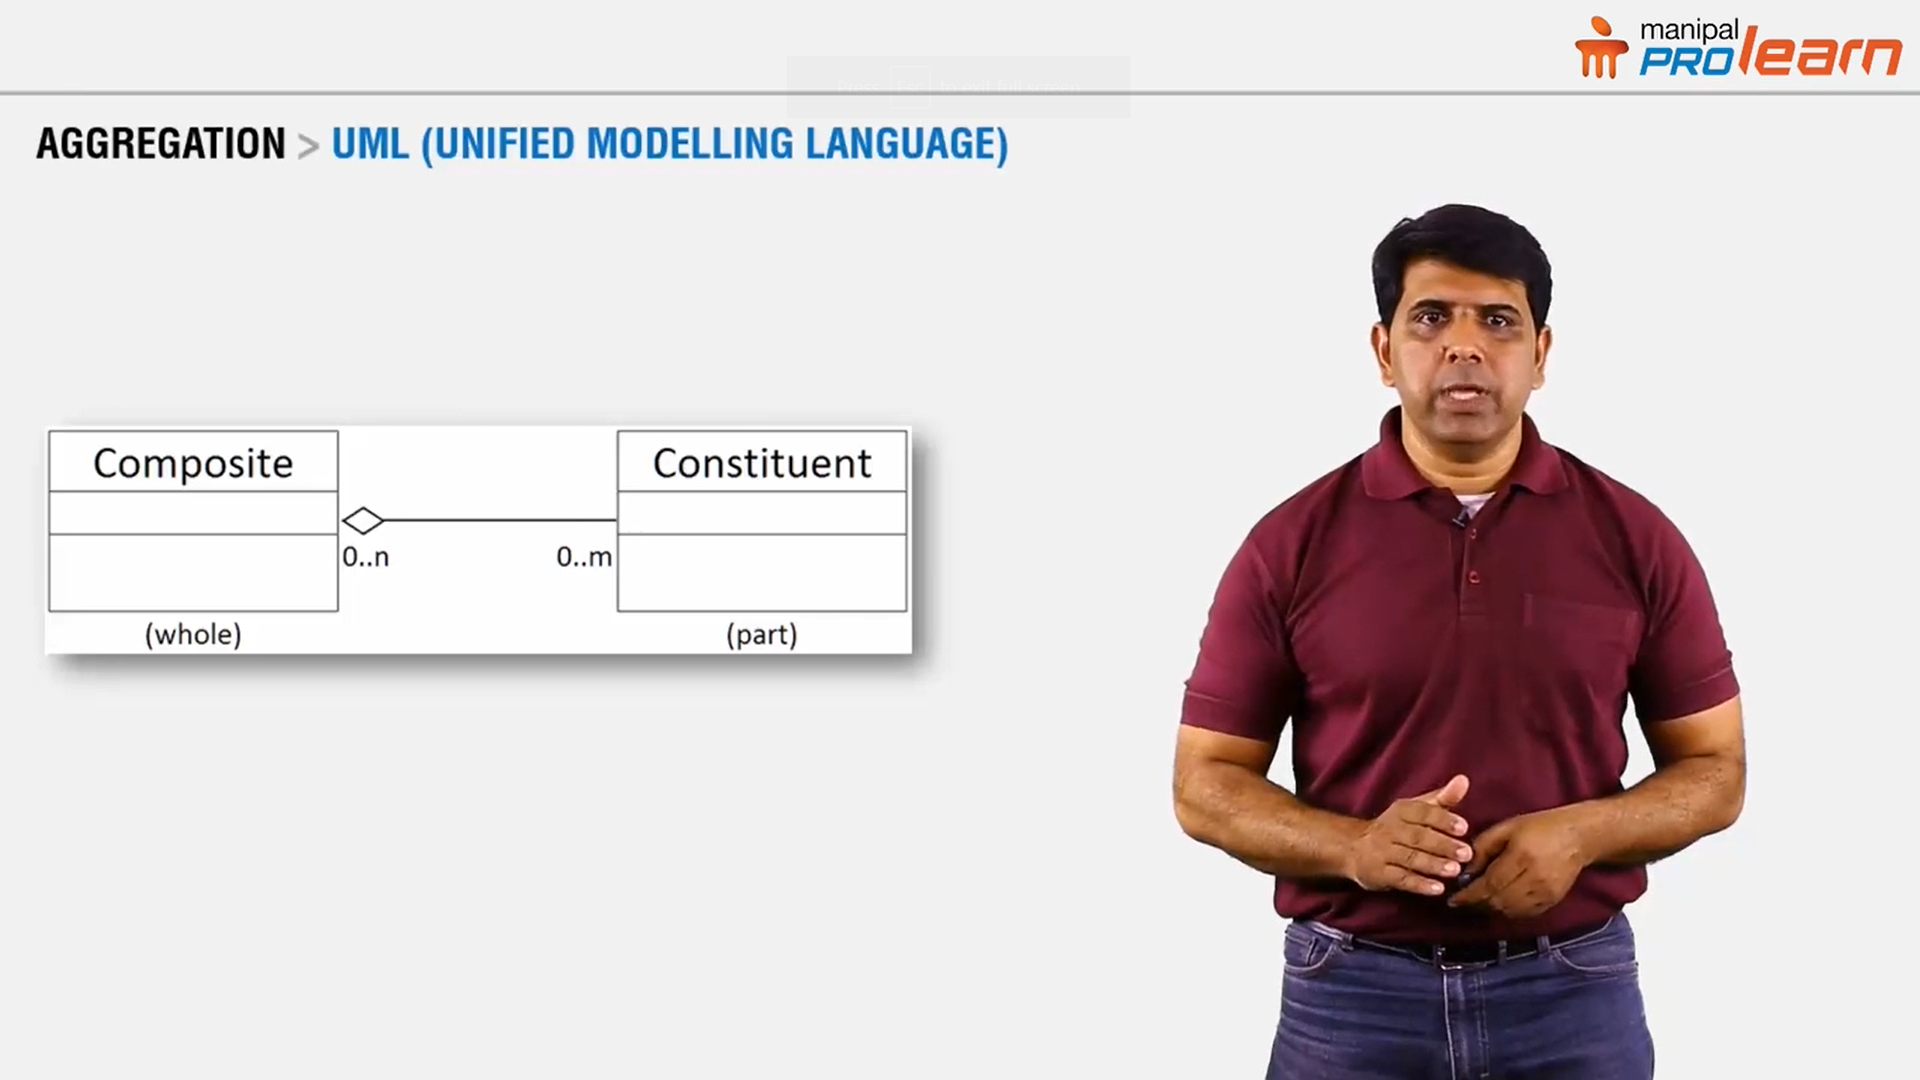 manipal
PROlearn
AGGREGATION > UML (UNIFIED MODELLING LANGUAGE)
Composite
Constituent
0..n
0..m
(whole)
(part)